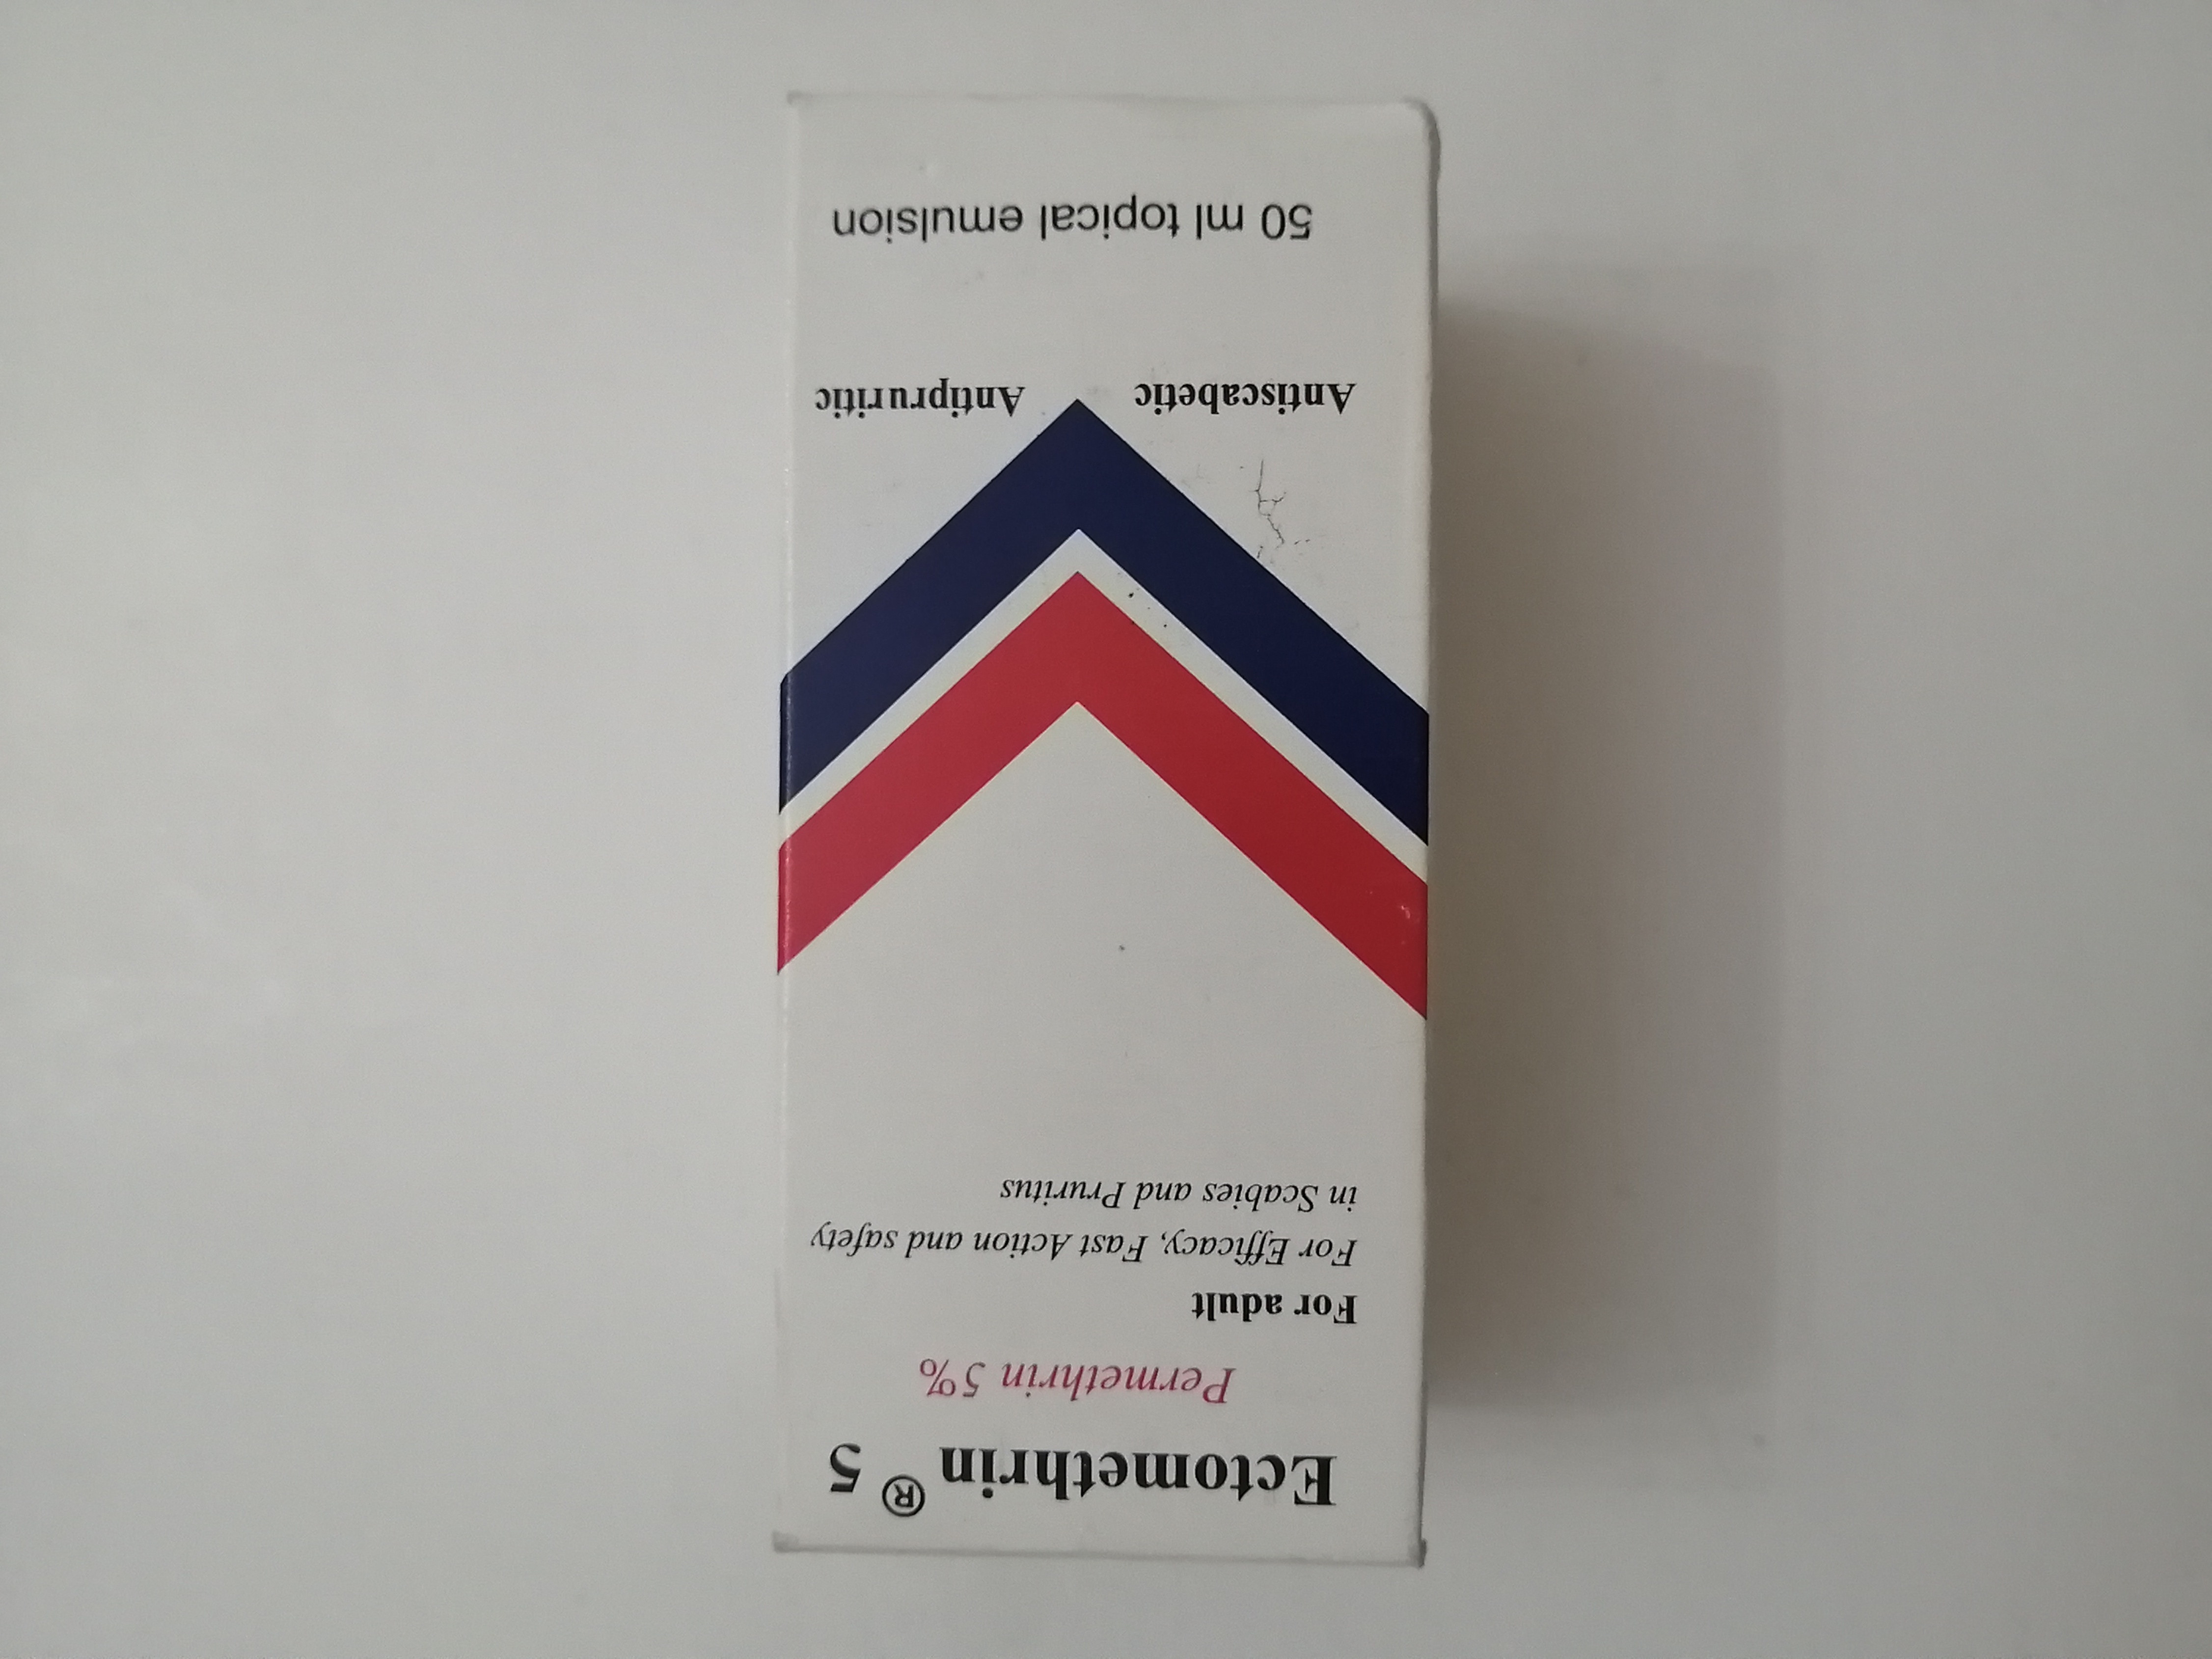 Ectomethrin ® 5
Permethrin 5%
For adult
For Efficacy, Fast Action and safety
in Scabies and Pruritus
Antiscabetic
Antipruritic
50 ml topical emulsion